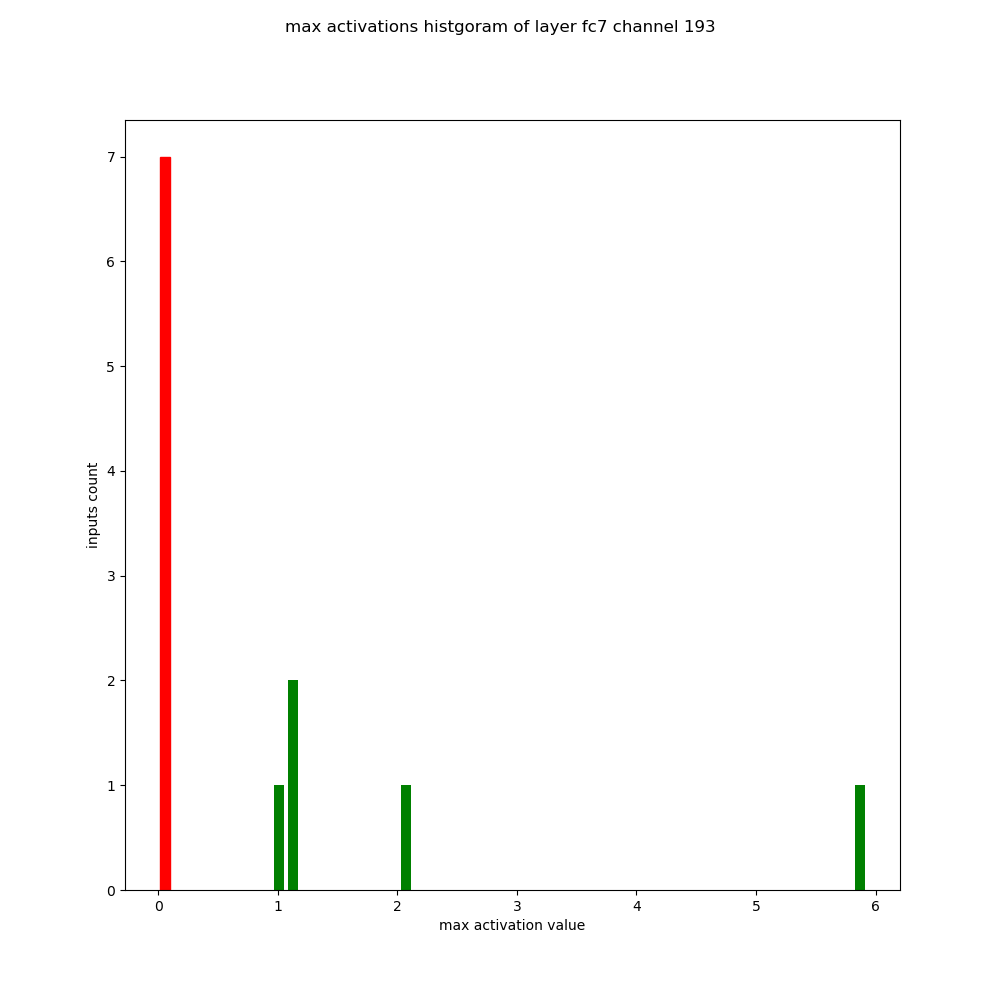 max activations histgoram of layer fc7 channel 193
7
6
5
4
3
2
1
0
inputs count
0 1 2 3 4 5 6
max activation value